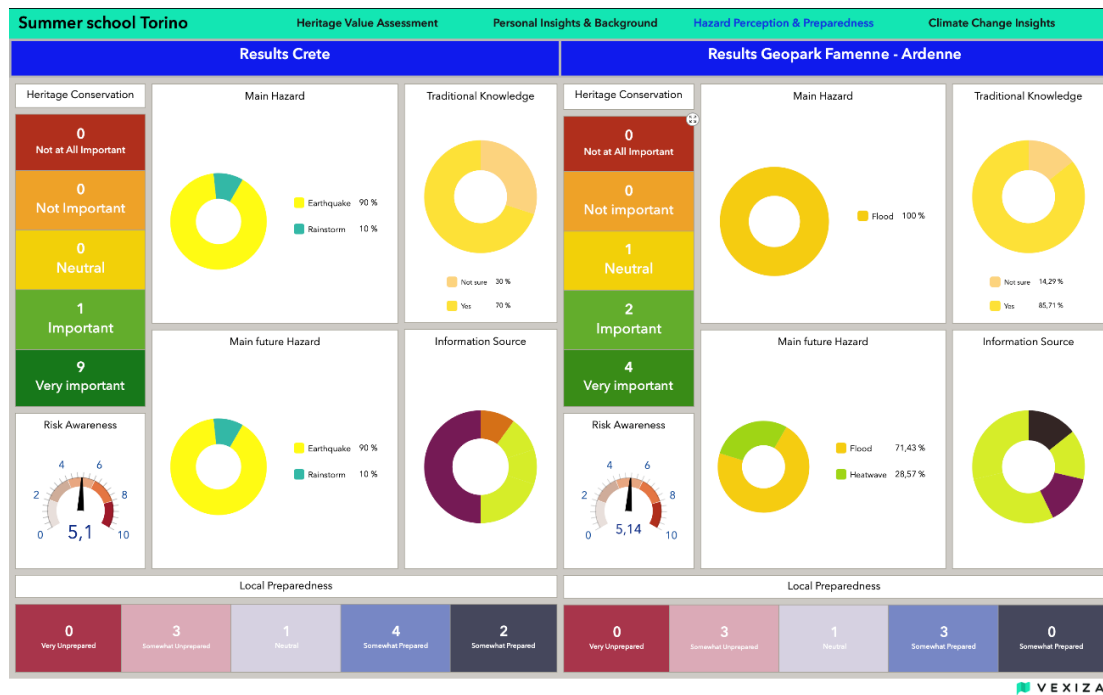 Summer school Torino
Heritage Value Assessment
Personal Insights & Background
Hazard Perception & Preparedness
Climate Change Insights
Results Crete
Results Geopark Famenne - Ardenne
Heritage Conservation
0
Not at All Important
0
Not Important
0
Neutral
1
Important
9
Very important
Main Hazard
Earthquake 90 %
Rainstorm 10 %
Traditional Knowledge
Not sure 30 %
Yes 70 %
Risk Awareness
0
2
4
6
8
10
5,1
Main future Hazard
Earthquake 90 %
Rainstorm 10 %
Information Source
Local Preparedness
0
Very Unprepared
3
Somewhat Unprepared
1
Neutral
4
Somewhat Prepared
2
Somewhat Prepared
Heritage Conservation
0
Not at All Important
0
Not important
1
Neutral
2
Important
4
Very important
Main Hazard
Flood 100 %
Traditional Knowledge
Not sure 14,29 %
Yes 85,71 %
Risk Awareness
0
2
4
6
8
10
5,14
Main future Hazard
Flood 71,43 %
Heatwave 28,57 %
Information Source
Local Preparedness
0
Very Unprepared
3
Somewhat Unprepared
1
Neutral
3
Somewhat Prepared
0
Somewhat Prepared
VEXIZA